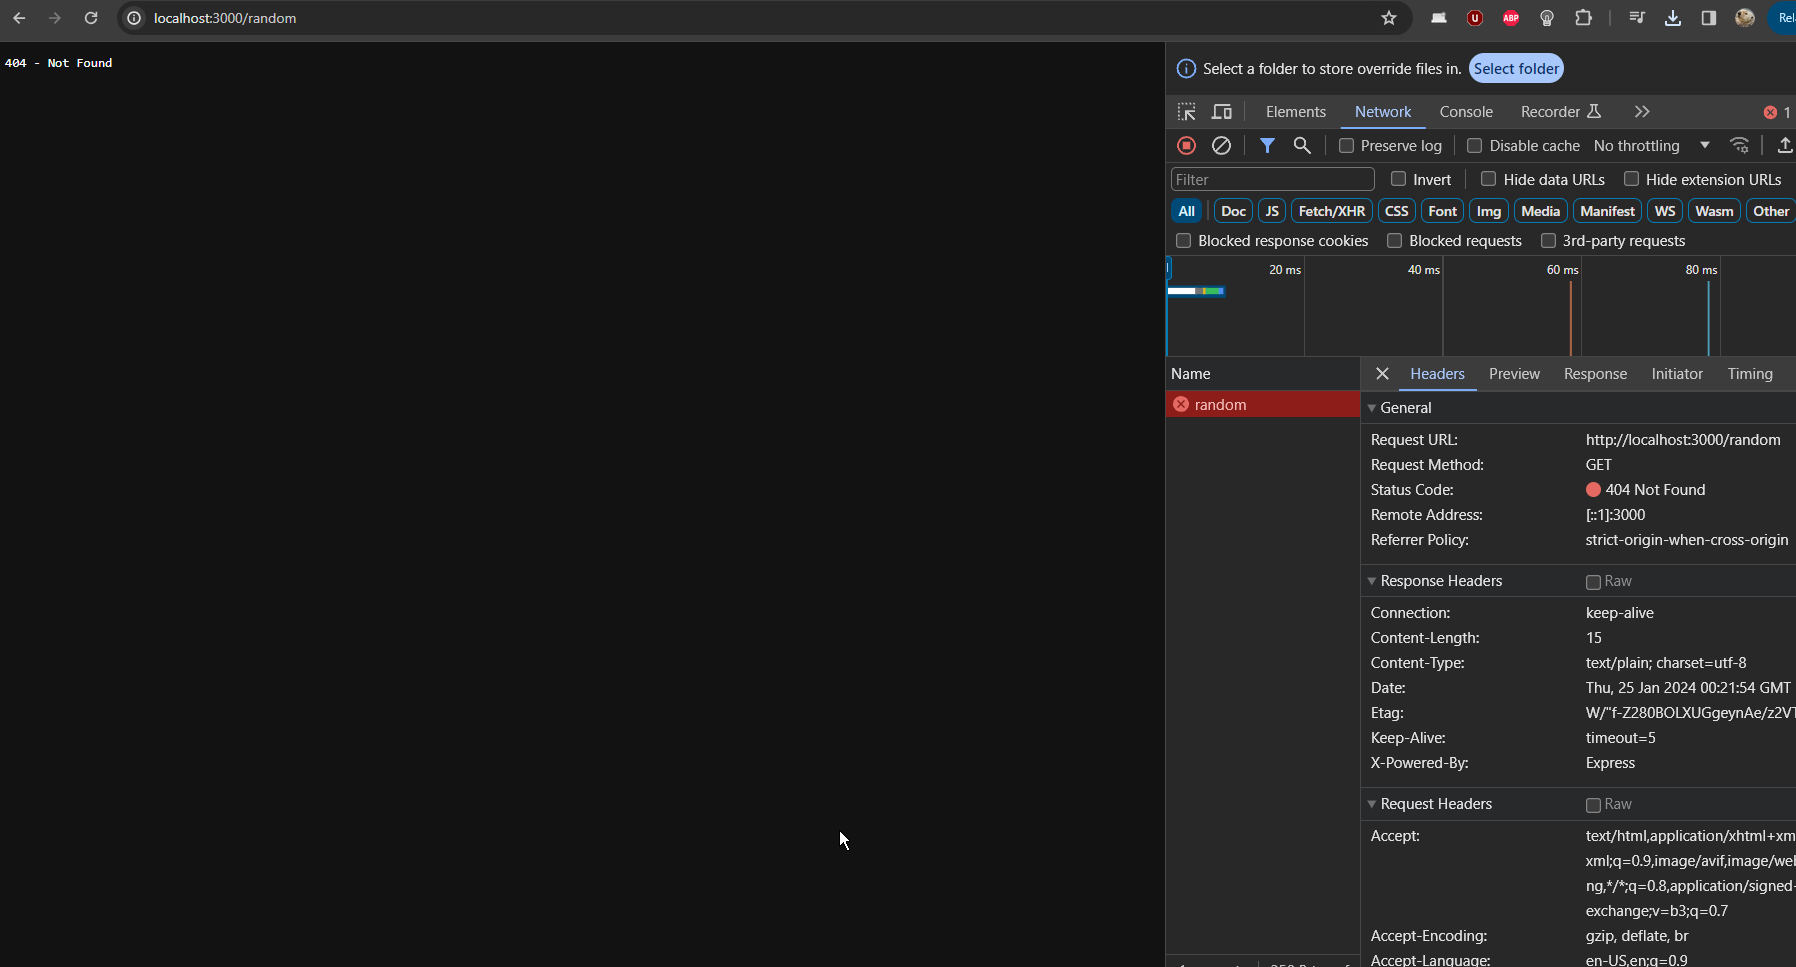 localhost:3000/random
Rel
404 - Not Found
Select a folder to store override files in. Select folder
Elements Network Console Recorder 1
Preserve log Disable cache No throttling
Filter Invert Hide data URLs Hide extension URLs
All Doc JS Fetch/XHR CSS Font Img Media Manifest WS Wasm Other
Blocked response cookies Blocked requests 3rd-party requests
20 ms 40 ms 60 ms 80 ms
Name Headers Preview Response Initiator Timing
random
General
Request URL: http://localhost:3000/random
Request Method: GET
Status Code: 404 Not Found
Remote Address: [::1]:3000
Referrer Policy: strict-origin-when-cross-origin
Response Headers Raw
Connection: keep-alive
Content-Length: 15
Content-Type: text/plain; charset=utf-8
Date: Thu, 25 Jan 2024 00:21:54 GMT
Etag: W/"f-Z280BOLXUGgeynAe/z2VT
Keep-Alive: timeout=5
X-Powered-By: Express
Request Headers Raw
Accept: text/html,application/xhtml+xm
xml;q=0.9,image/avif,image/we
ng,*/*;q=0.8,application/signed-
exchange;v=b3;q=0.7
Accept-Encoding: gzip, deflate, br
Accept-Language: en-US,en;q=0.9